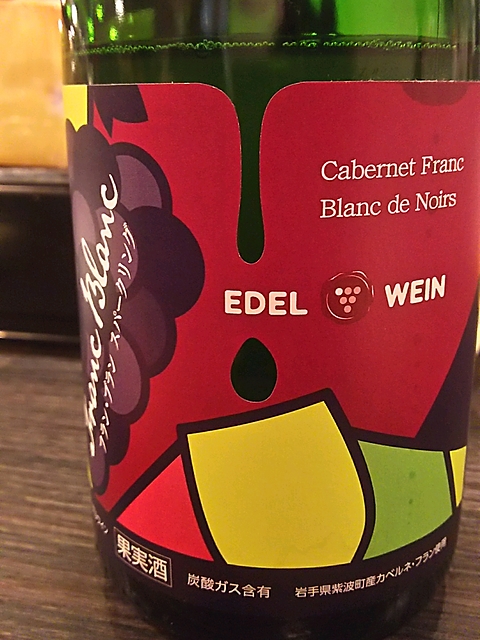 Cabernet Franc
Blanc de Noirs
EDEL WEIN
Franc Blanc
フラン・ブラン スパークリング
果実酒
炭酸ガス含有
岩手県紫波町産カベルネ・フラン使用